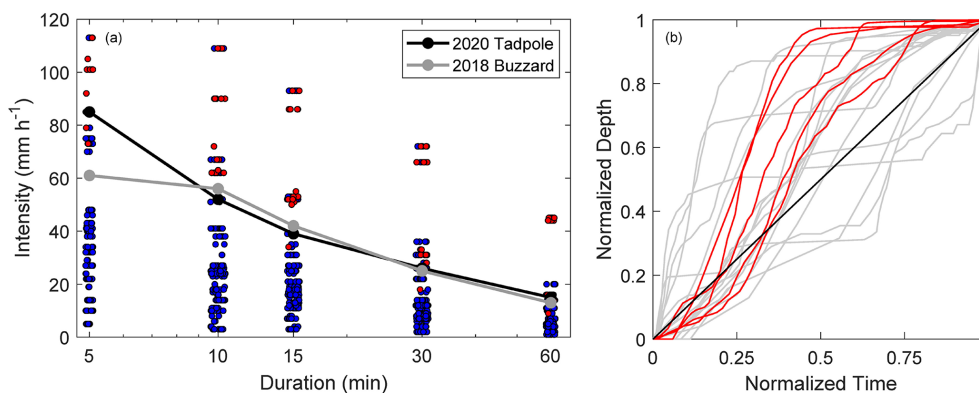 120
100
80
60
40
20
0
Intensity (mm h⁻¹)
(a)
2020 Tadpole
2018 Buzzard
5
10
15
30
60
Duration (min)
1
0.8
0.6
0.4
0.2
0
Normalized Depth
(b)
0
0.25
0.5
0.75
Normalized Time